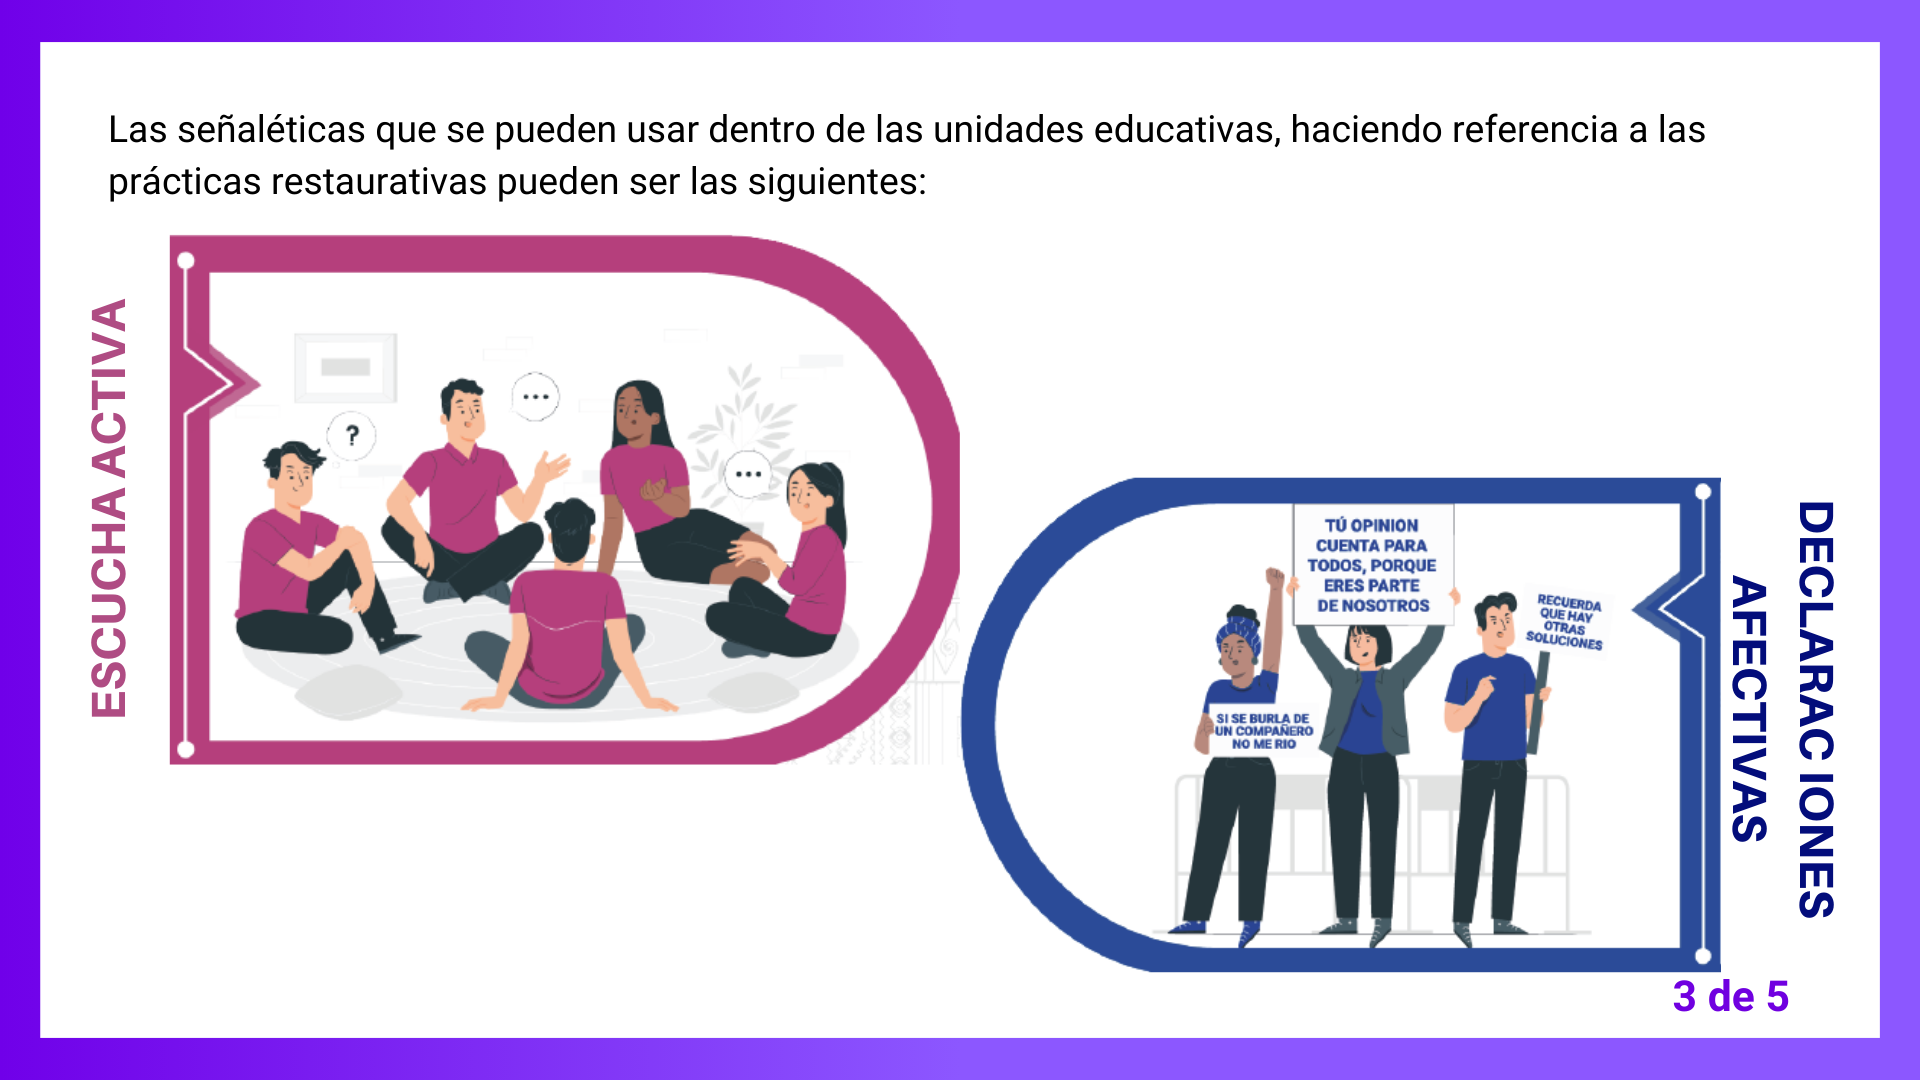 Las señaléticas que se pueden usar dentro de las unidades educativas, haciendo referencia a las
prácticas restaurativas pueden ser las siguientes:
ESCUCHA ACTIVA
?
...
...
TÚ OPINION
CUENTA PARA
TODOS, PORQUE
ERES PARTE
DE NOSOTROS
RECUERDA
QUE HAY
OTRAS
SOLUCIONES
SI SE BURLA DE
UN COMPAÑERO
NO ME RIO
DECLARAC IONES
AFECTIVAS
3 de 5